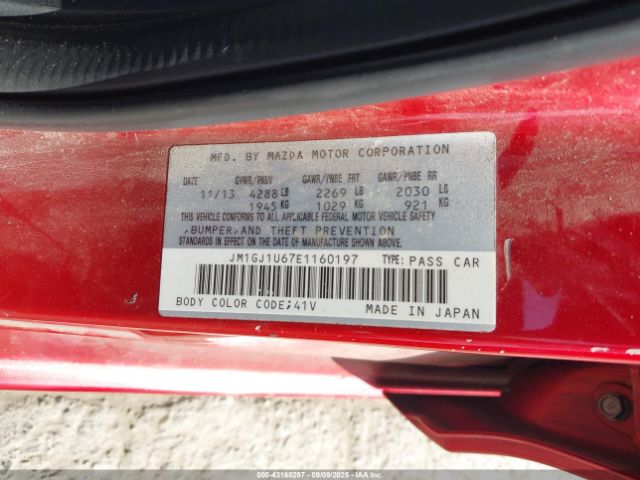 MFD. BY MAZDA MOTOR CORPORATION
DATE GVWR/PNBV GAWR/PNBE FRT GAWR/PNBE RR
11/13 4288 LB 2269 LB 2030 LB
1945 KG 1029 KG 921 KG
THIS VEHICLE CONFORMS TO ALL APPLICABLE FEDERAL MOTOR VEHICLE SAFETY
,BUMPER,AND THEFT PREVENTION
STANDARDS IN EFFECT ON THE DATE OF MANUFACTURE SHOWN ABOVE.
JM1GJ1U67E1160197 TYPE: PASS CAR
BODY COLOR CODE;41V MADE IN JAPAN
000-43168297 - 09/09/2025 - IAAI.COM